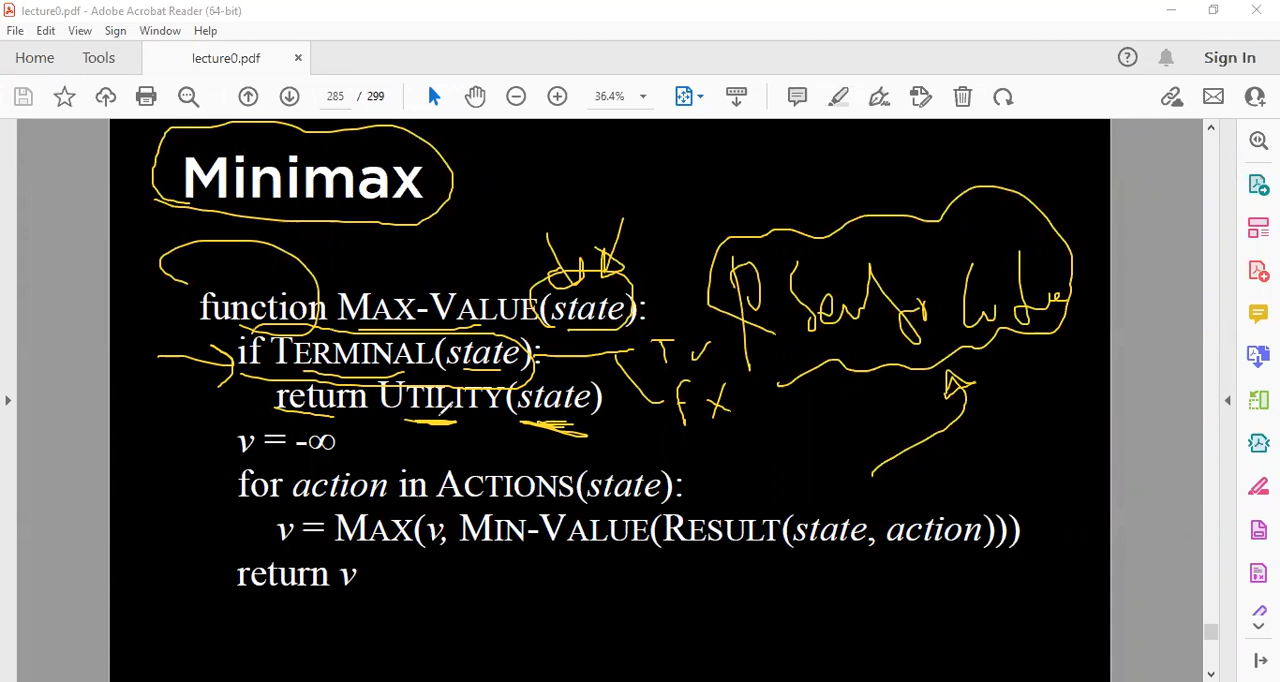 lecture0.pdf - Adobe Acrobat Reader (64-bit)
File Edit View Sign Window Help
Home Tools lecture0.pdf × Sign In
285 / 299 36.4%
Minimax
function MAX-VALUE(state):
if TERMINAL(state):
T ✓
return UTILITY(state)
F X
v = -∞
for action in ACTIONS(state):
v = MAX(v, MIN-VALUE(RESULT(state, action)))
return v